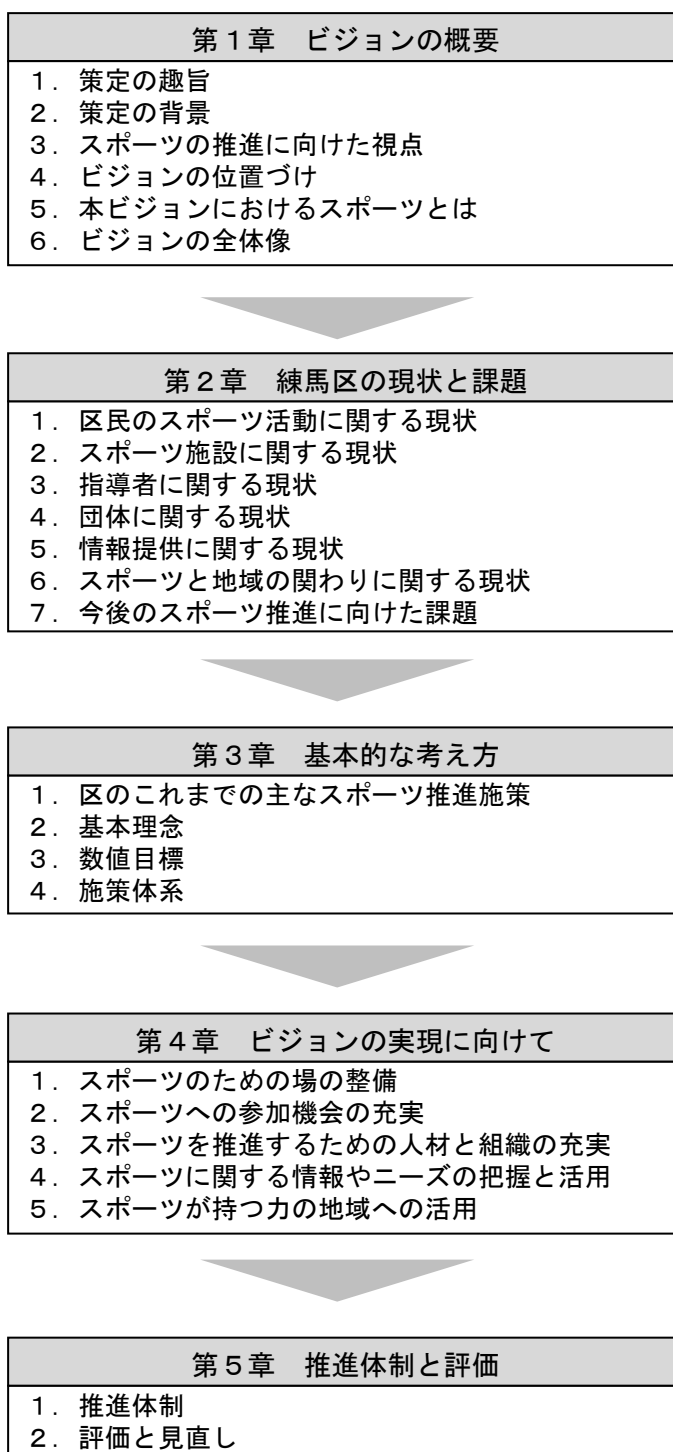 第１章　ビジョンの概要
１．策定の趣旨
２．策定の背景
３．スポーツの推進に向けた視点
４．ビジョンの位置づけ
５．本ビジョンにおけるスポーツとは
６．ビジョンの全体像
第２章　練馬区の現状と課題
１．区民のスポーツ活動に関する現状
２．スポーツ施設に関する現状
３．指導者に関する現状
４．団体に関する現状
５．情報提供に関する現状
６．スポーツと地域の関わりに関する現状
７．今後のスポーツ推進に向けた課題
第３章　基本的な考え方
１．区のこれまでの主なスポーツ推進施策
２．基本理念
３．数値目標
４．施策体系
第４章　ビジョンの実現に向けて
１．スポーツのための場の整備
２．スポーツへの参加機会の充実
３．スポーツを推進するための人材と組織の充実
４．スポーツに関する情報やニーズの把握と活用
５．スポーツが持つ力の地域への活用
第５章　推進体制と評価
１．推進体制
２．評価と見直し